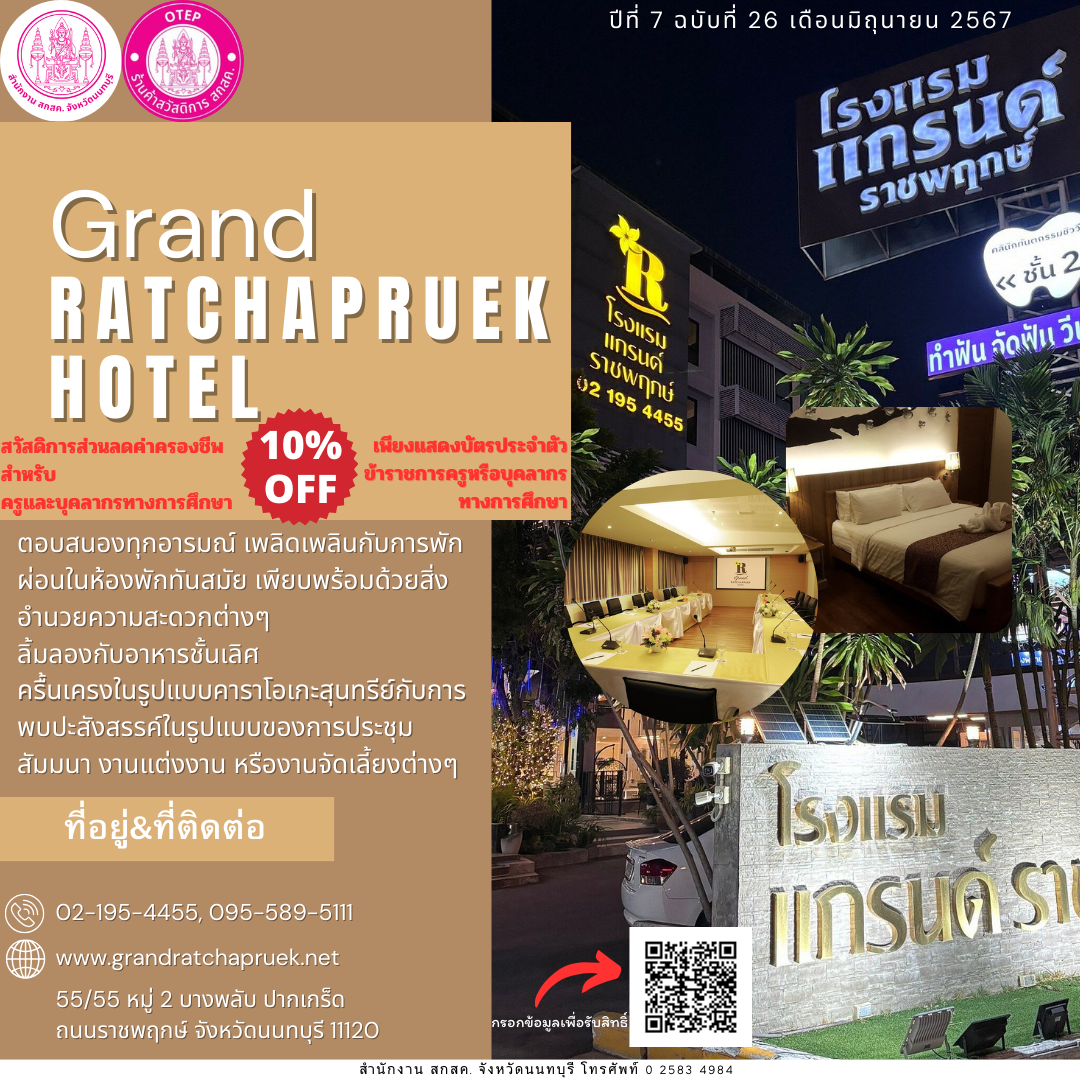 ปีที่ 7 ฉบับที่ 26 เดือนมิถุนายน 2567
สำนักงาน สกสค. จังหวัดนนทบุรี
OTEP
ร้านค้าสวัสดิการ สกสค.
Grand
RATCHAPRUEK
HOTEL
สวัสดิการส่วนลดค่าครองชีพ
สำหรับ
ครูและบุคลากรทางการศึกษา
10%
OFF
เพียงแสดงบัตรประจำตัว
ข้าราชการครูหรือบุคลากร
ทางการศึกษา
ตอบสนองทุกอารมณ์ เพลิดเพลินกับการพัก
ผ่อนในห้องพักทันสมัย เพียบพร้อมด้วยสิ่ง
อำนวยความสะดวกต่างๆ
ลิ้มลองกับอาหารชั้นเลิศ
ครื้นเครงในรูปแบบคาราโอเกะสุนทรีย์กับการ
พบปะสังสรรค์ในรูปแบบของการประชุม
สัมมนา งานแต่งงาน หรืองานจัดเลี้ยงต่างๆ
ที่อยู่&ที่ติดต่อ
02-195-4455, 095-589-5111
www.grandratchapruek.net
55/55 หมู่ 2 บางพลับ ปากเกร็ด
ถนนราชพฤกษ์ จังหวัดนนทบุรี 11120
โรงแรม
แกรนด์
ราชพฤกษ์
คลินิกทันตกรรม
<< ชั้น 2
ทำฟัน จัดฟัน
R
โรงแรม
แกรนด์
ราชพฤกษ์
02 195 4455
R
Grand
โรงแรม
แกรนด์ ราช
กรอกข้อมูลเพื่อรับสิทธิ์
สำนักงาน สกสค. จังหวัดนนทบุรี โทรศัพท์ 0 2583 4984